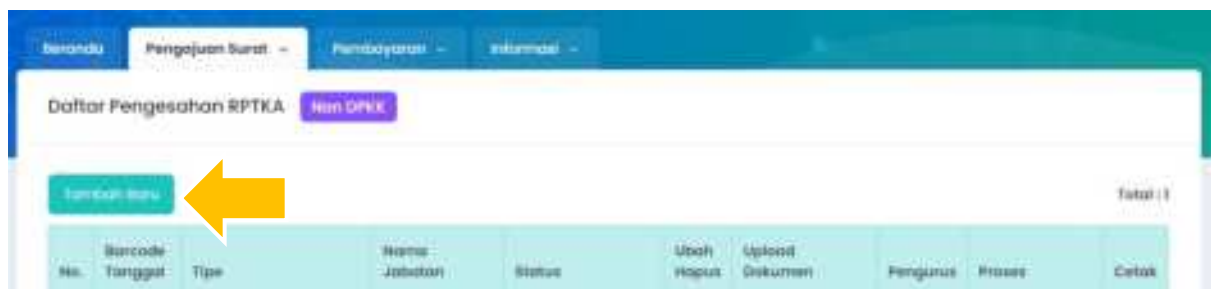 Beranda Pengajuan Surat Pembayaran Informasi
Daftar Pengesahan RPTKA Non DPKK
Tambah Baru
Total : 1
No. Barcode Tanggal Tipe Nama Jabatan Status Ubah Hapus Upload Dokumen Pengurus Proses Cetak